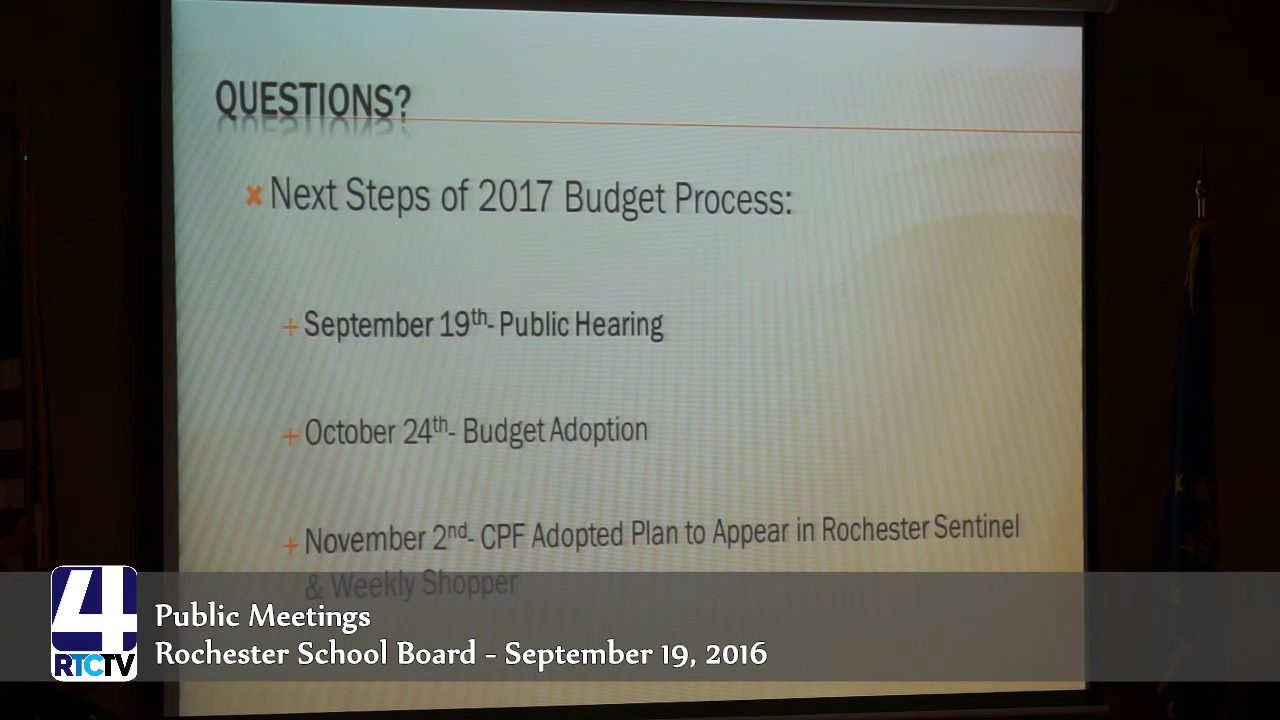 QUESTIONS?
Next Steps of 2017 Budget Process:
September 19th- Public Hearing
October 24th- Budget Adoption
November 2nd- CPF Adopted Plan to Appear in Rochester Sentinel
& Weekly Shopper
4
RTCTV
Public Meetings
Rochester School Board - September 19, 2016